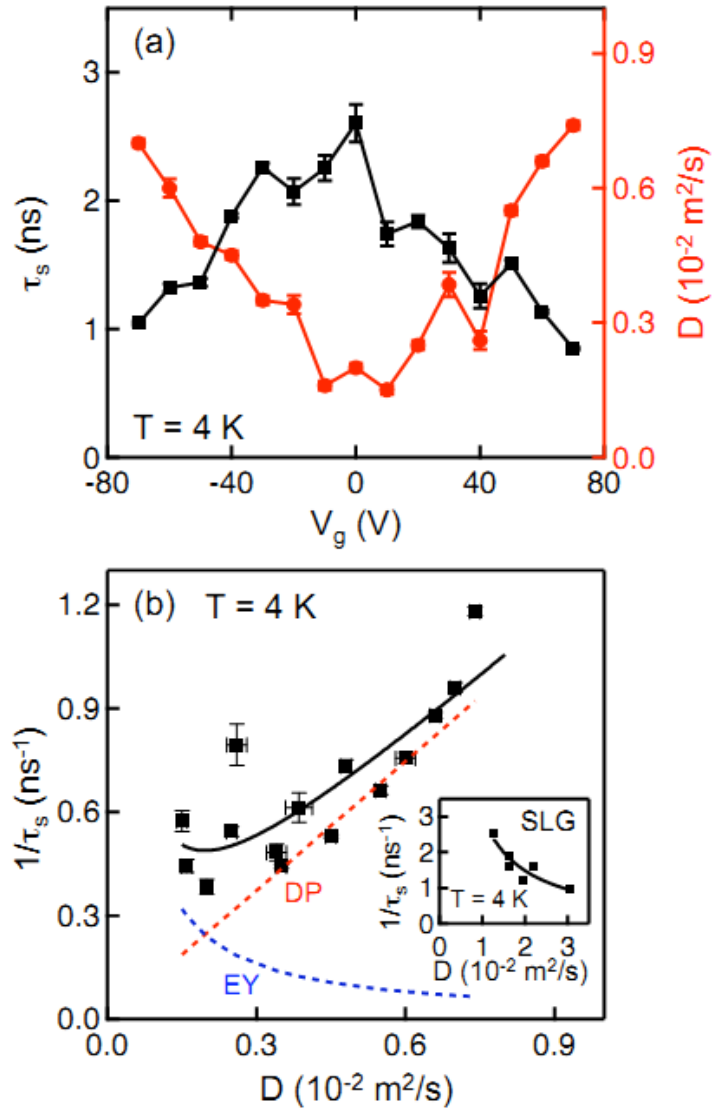 (a)
3
2
1
0
τs (ns)
0.9
0.6
0.3
0.0
D (10-2 m2/s)
T = 4 K
-80 -40 0 40 80
Vg (V)
(b) T = 4 K
1.2
0.9
0.6
0.3
0.0
1/τs (ns-1)
DP
EY
SLG
3
2
1
0
1/τs (ns-1)
T = 4 K
0 1 2 3
D (10-2 m2/s)
0.0 0.3 0.6 0.9
D (10-2 m2/s)